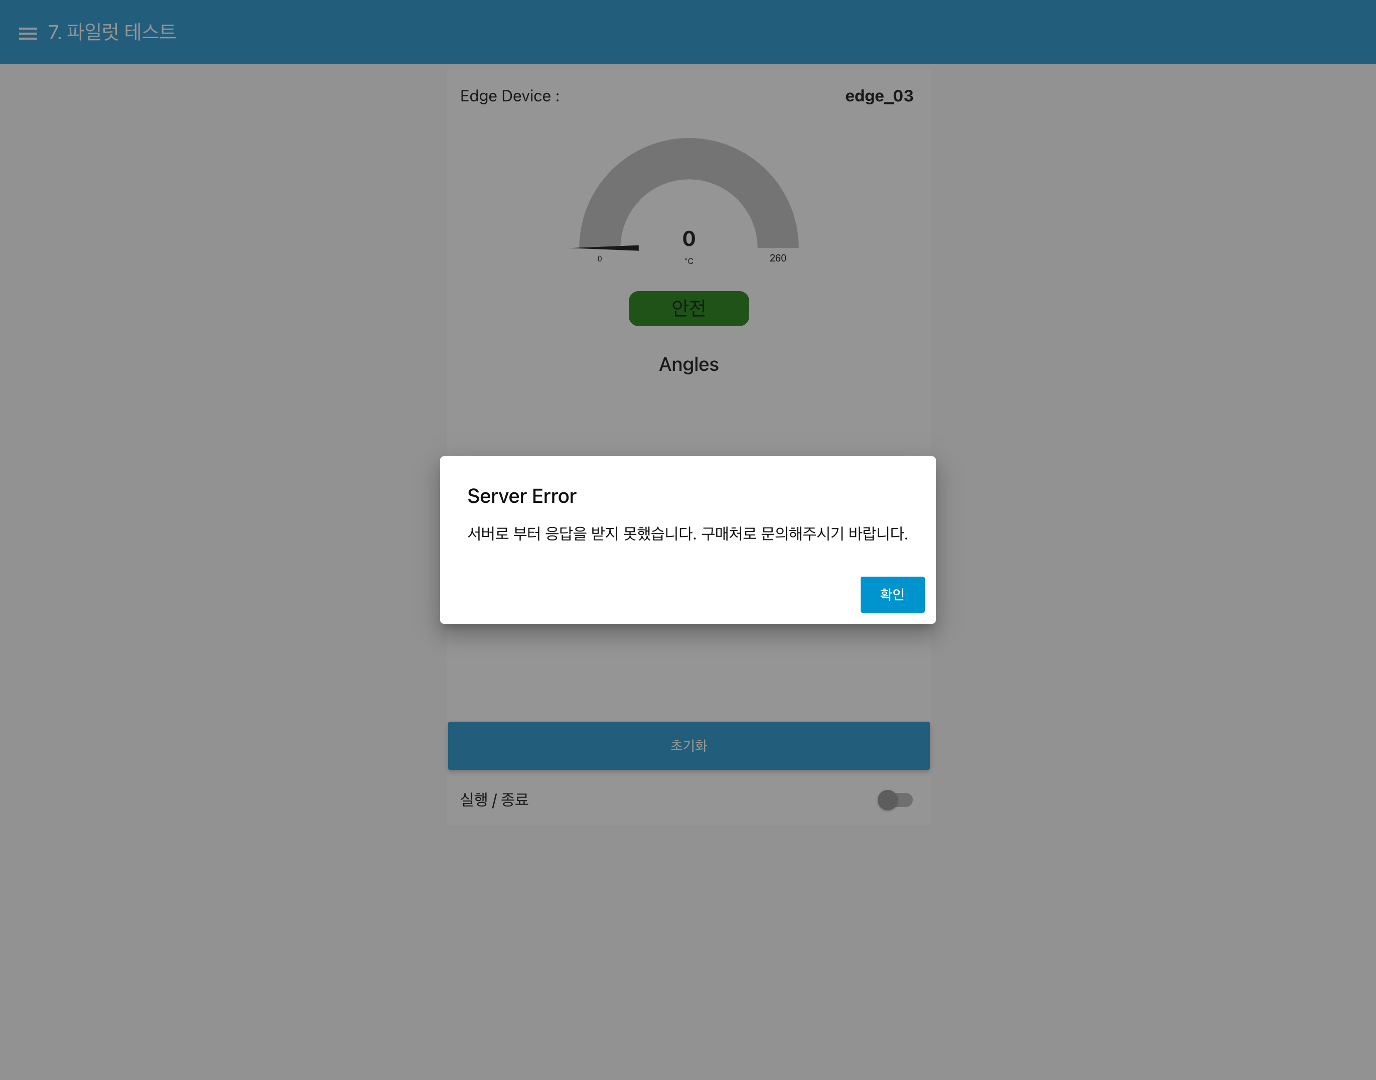 7. 파일럿 테스트
Edge Device : edge_03
0
0 °C 260
안전
Angles
Server Error
서버로 부터 응답을 받지 못했습니다. 구매처로 문의해주시기 바랍니다.
확인
초기화
실행 / 종료